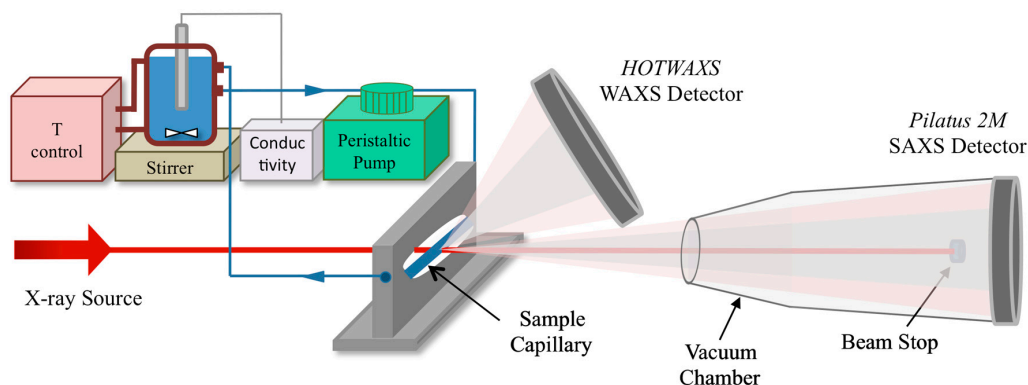 T
control
Stirrer
Conduc
tivity
Peristaltic
Pump
HOTWAXS
WAXS Detector
Pilatus 2M
SAXS Detector
X-ray Source
Sample
Capillary
Vacuum
Chamber
Beam Stop